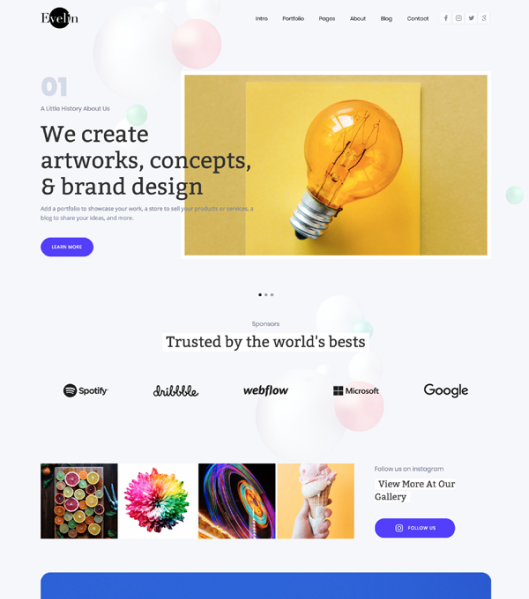 Evelin
Intro Portfolio Pages About Blog Contact
01
A Little History About Us
We create
artworks, concepts,
& brand design
Add a portfolio to showcase your work, a store to sell your products or services, a
blog to share your ideas, and more.
LEARN MORE
Sponsors
Trusted by the world's bests
Spotify dribbble webflow Microsoft Google
Follow us on instagram
View More At Our
Gallery
FOLLOW US